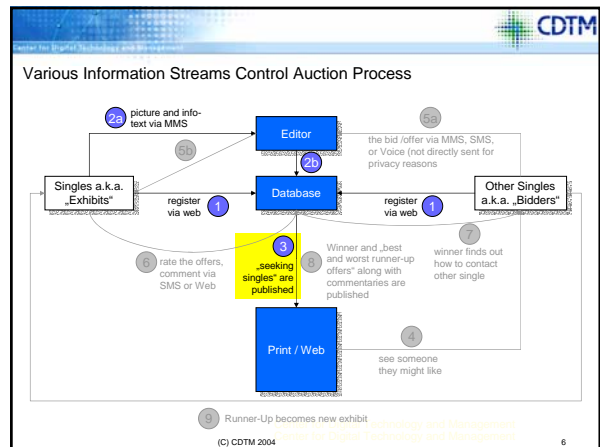 CDTM
Center for Digital Technology and Management
Various Information Streams Control Auction Process
2a
picture and info-
text via MMS
Editor
5a
the bid /offer via MMS, SMS,
or Voice (not directly sent for
privacy reasons
5b
2b
Singles a.k.a.
„Exhibits“
register
via web
1
Database
register
via web
1
Other Singles
a.k.a. „Bidders“
6
rate the offers,
comment via
SMS or Web
3
„seeking
singles“ are
published
8
Winner and „best
and worst runner-up
offers“ along with
commentaries are
published
7
winner finds out
how to contact
other single
Print / Web
4
see someone
they might like
9
Runner-Up becomes new exhibit
(C) CDTM 2004
6